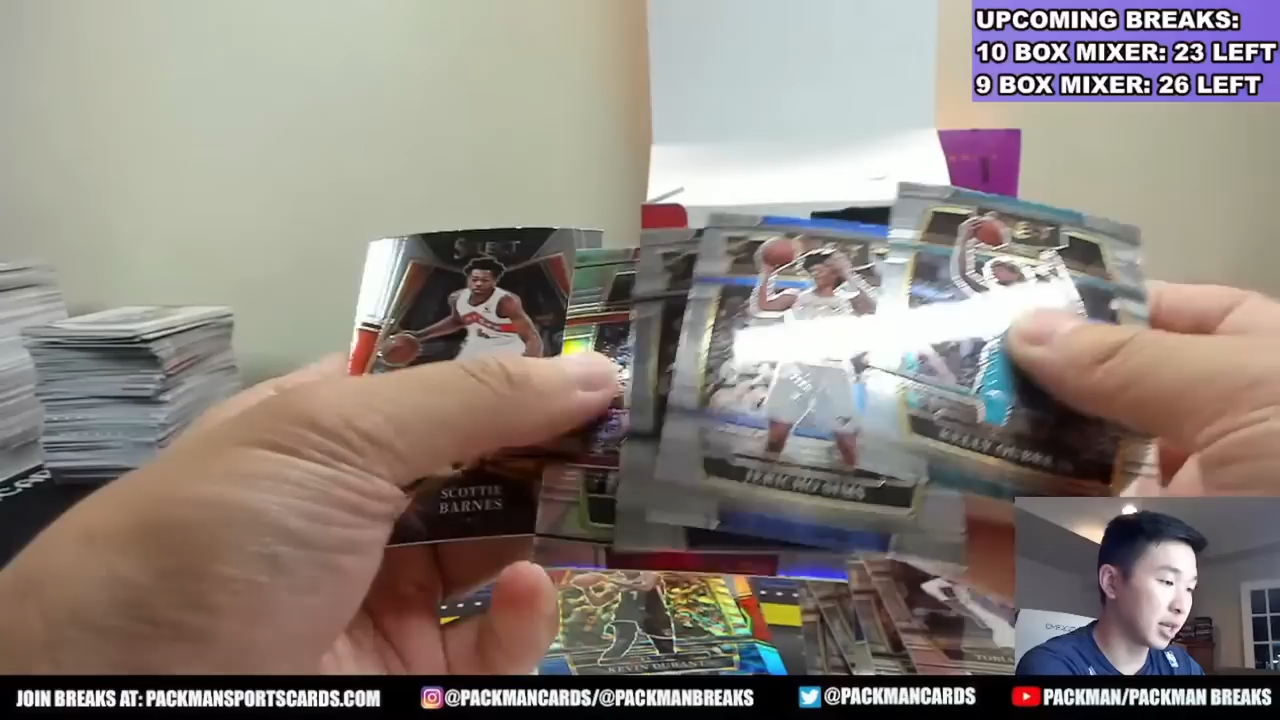 UPCOMING BREAKS:
10 BOX MIXER: 23 LEFT
9 BOX MIXER: 26 LEFT
SELECT
SCOTTIE
BARNES
KEVIN DURANT
JOIN BREAKS AT: PACKMANSPORTSCARDS.COM
@PACKMANCARDS/@PACKMANBREAKS
@PACKMANCARDS
PACKMAN/PACKMAN BREAKS